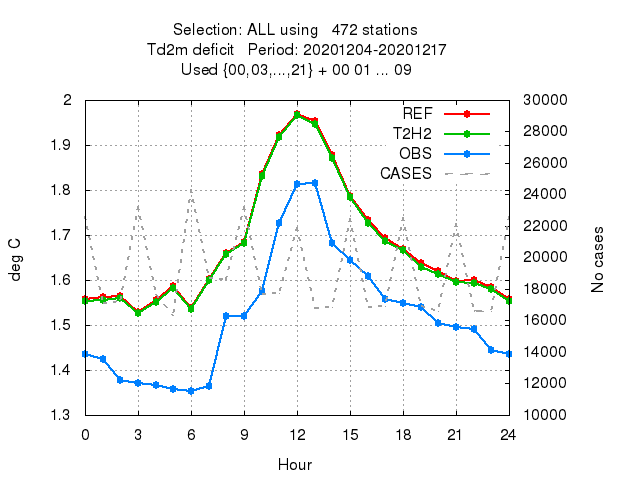 Selection: ALL using   472 stations
Td2m deficit   Period: 20201204-20201217
Used {00,03,...,21} + 00 01 ... 09
REF
T2H2
OBS
CASES
2
1.9
1.8
1.7
1.6
1.5
1.4
1.3
deg C
30000
28000
26000
24000
22000
20000
18000
16000
14000
12000
10000
No cases
0 3 6 9 12 15 18 21 24
Hour